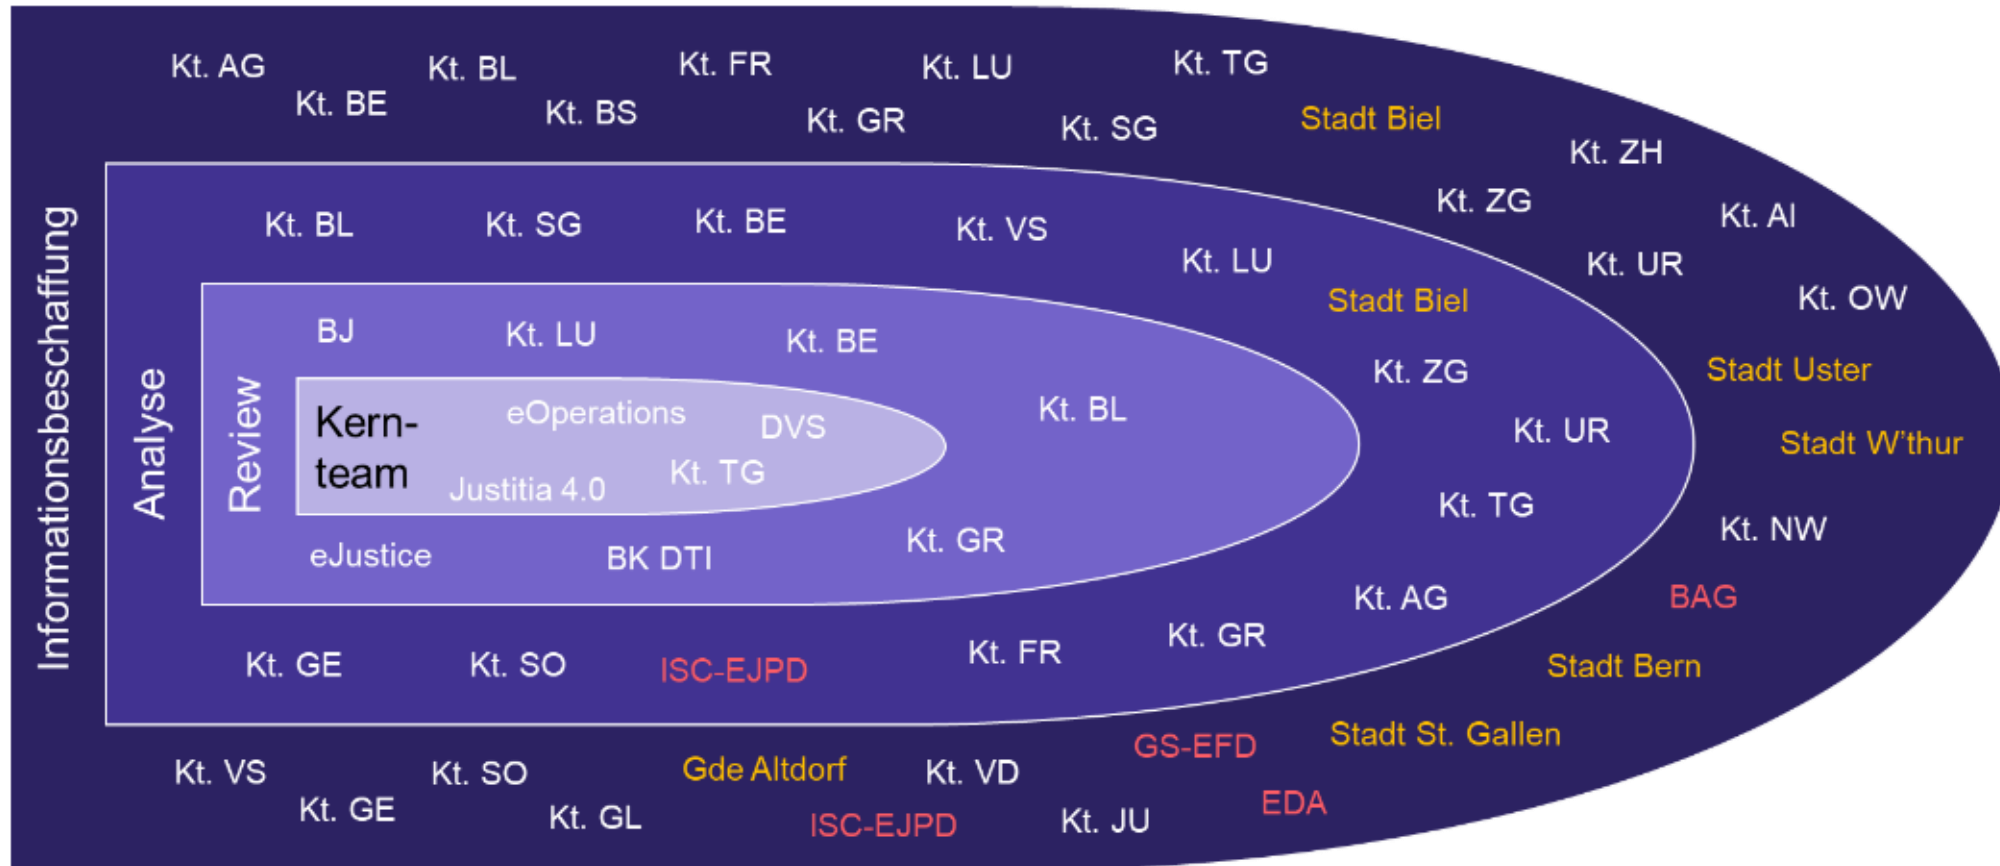 Informationsbeschaffung
Kt. AG
Kt. BE
Kt. BL
Kt. BS
Kt. FR
Kt. GR
Kt. LU
Kt. SG
Kt. TG
Stadt Biel
Kt. ZH
Kt. ZG
Kt. AI
Kt. UR
Kt. OW
Stadt Uster
Stadt W'thur
Kt. NW
BAG
Stadt Bern
Stadt St. Gallen
GS-EFD
EDA
Kt. VD
Kt. JU
Gde Altdorf
ISC-EJPD
Kt. SO
Kt. GL
Kt. VS
Kt. GE
Analyse
Kt. BL
Kt. SG
Kt. BE
Kt. VS
Kt. LU
Stadt Biel
Kt. ZG
Kt. UR
Kt. TG
Kt. AG
Kt. GR
Kt. FR
ISC-EJPD
Kt. SO
Kt. GE
Review
BJ
Kt. LU
Kt. BE
Kt. BL
Kt. GR
BK DTI
eJustice
Kern-
team
eOperations
DVS
Kt. TG
Justitia 4.0